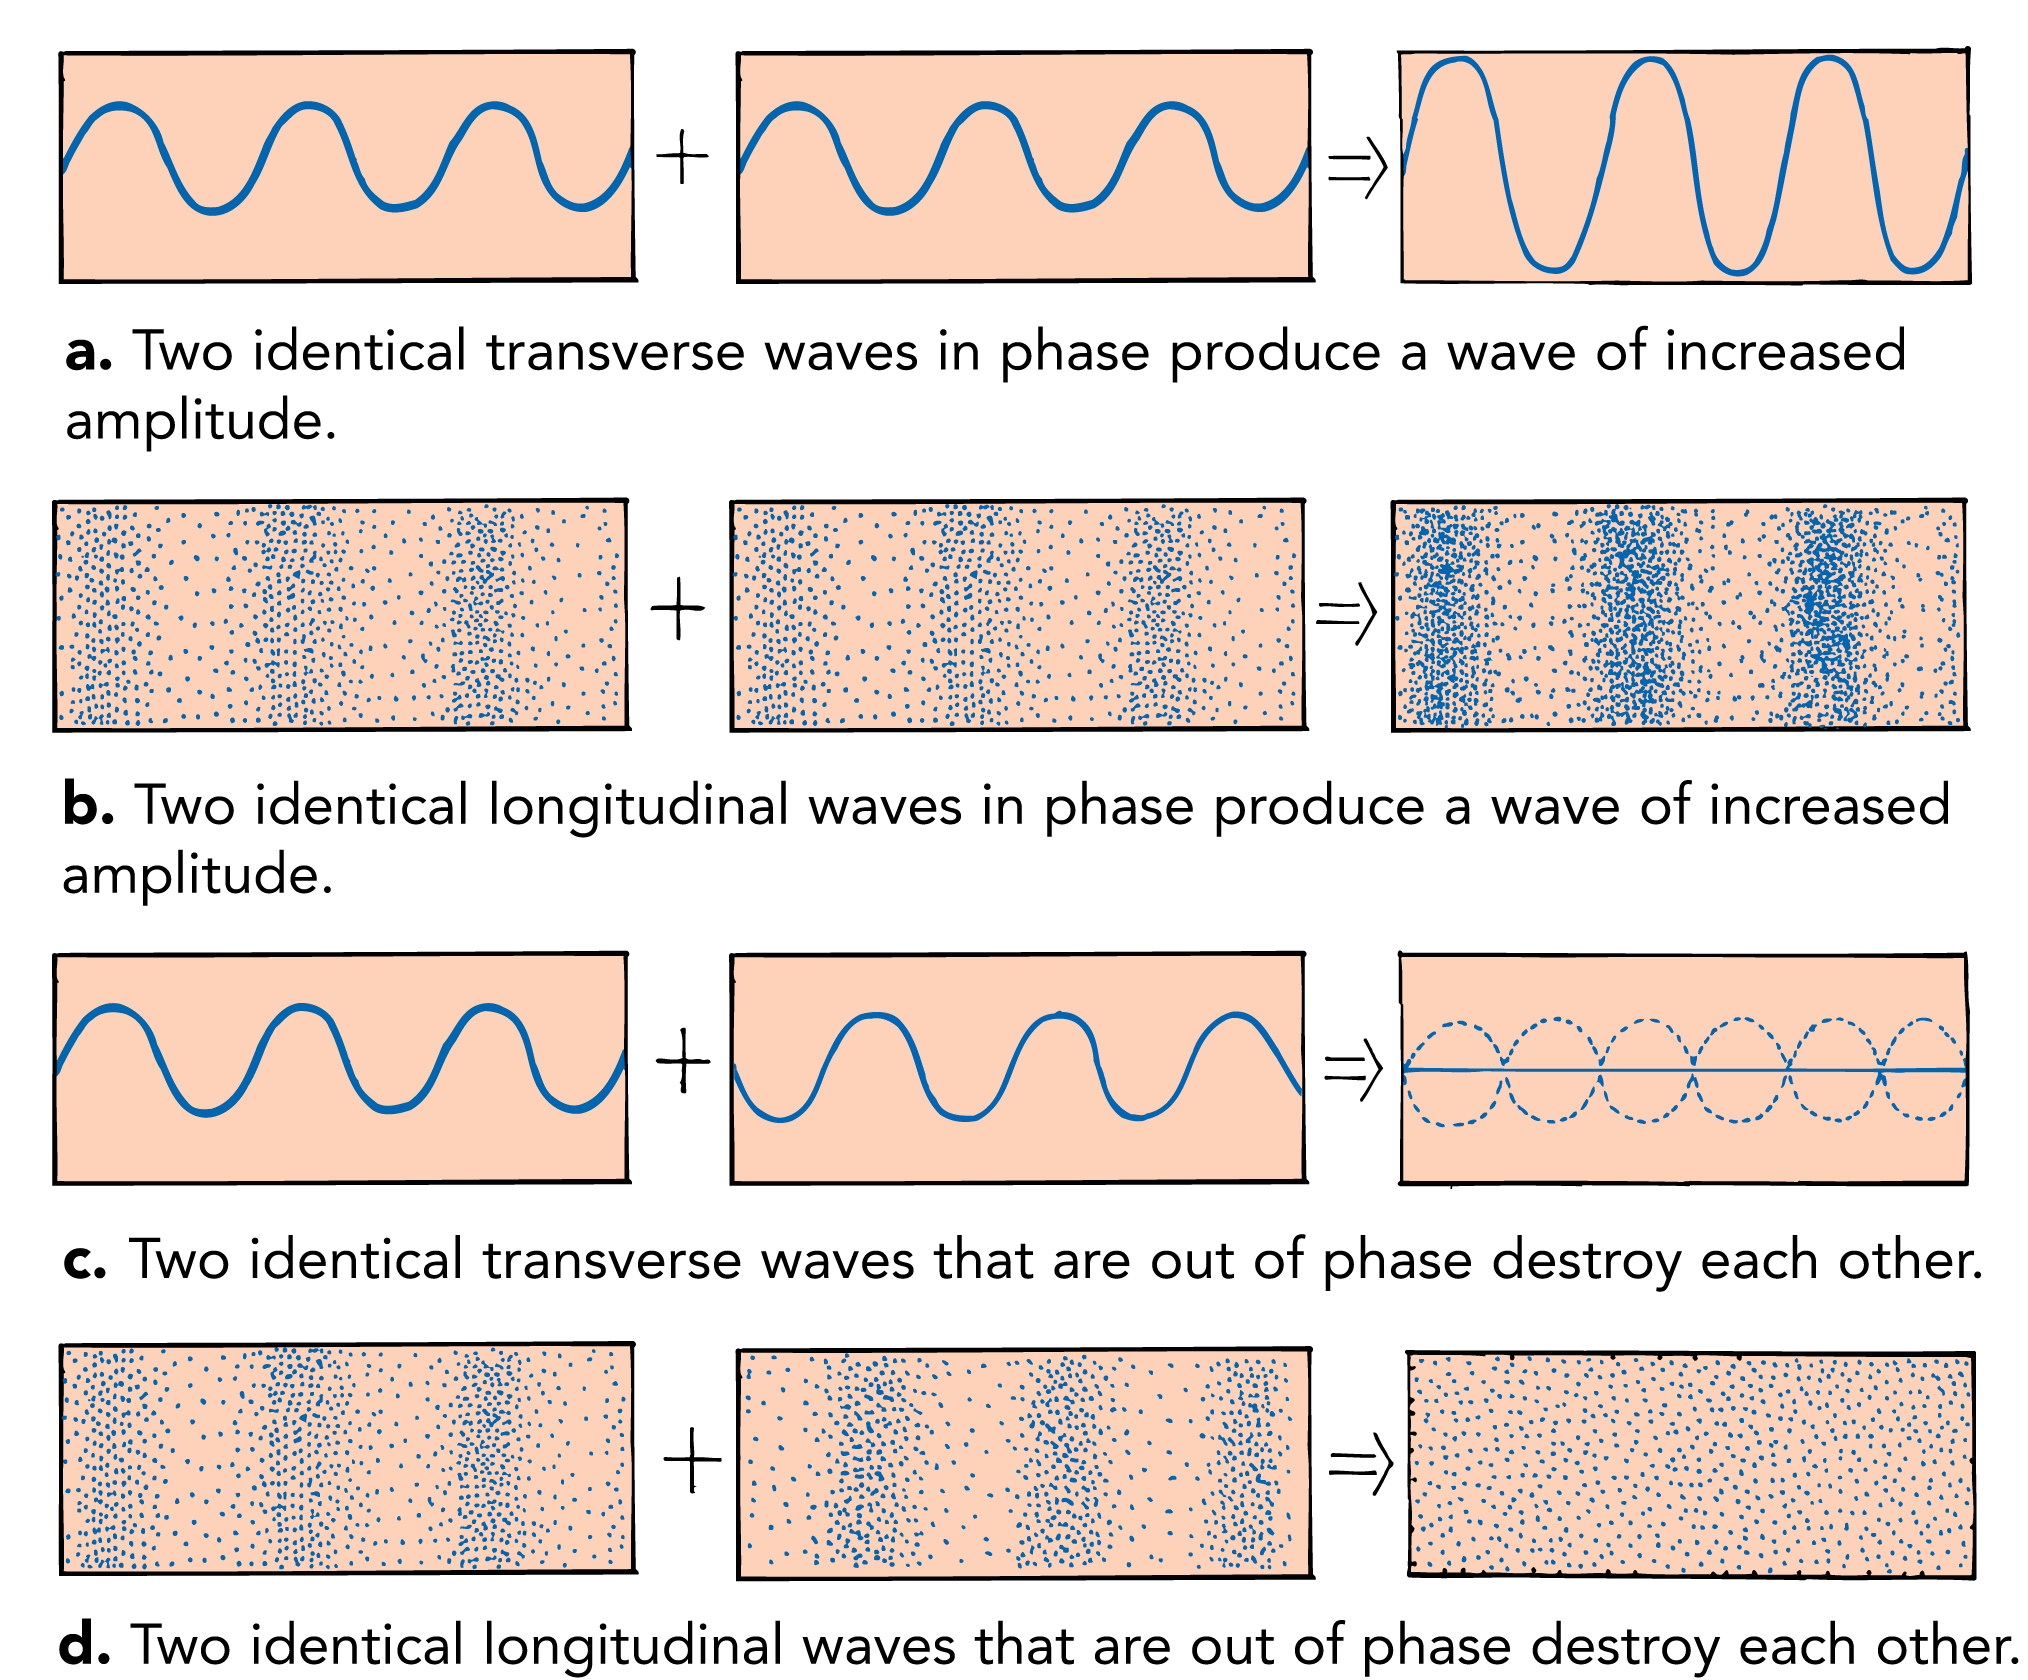 a. Two identical transverse waves in phase produce a wave of increased
amplitude.
b. Two identical longitudinal waves in phase produce a wave of increased
amplitude.
c. Two identical transverse waves that are out of phase destroy each other.
d. Two identical longitudinal waves that are out of phase destroy each other.